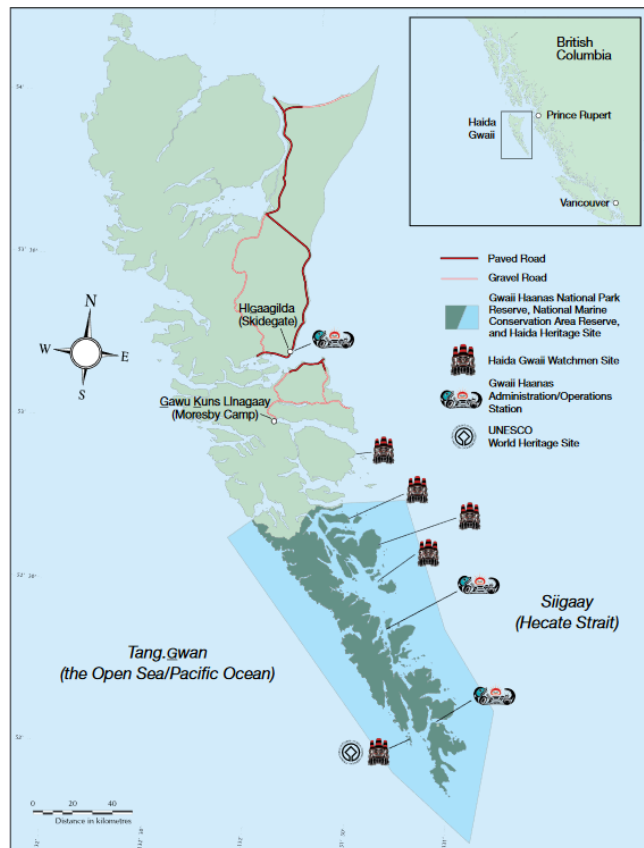 British
Columbia
Prince Rupert
Haida
Gwaii
Vancouver
Paved Road
Gravel Road
Gwaii Haanas National Park
Reserve, National Marine
Conservation Area Reserve,
and Haida Heritage Site
Haida Gwaii Watchmen Site
Gwaii Haanas
Administration/Operations
Station
UNESCO
World Heritage Site
N
W
E
S
HlGaagilda
(Skidegate)
G̲awu K̲uns Llnagaay
(Moresby Camp)
Siigaay
(Hecate Strait)
Tang.G̲wan
(the Open Sea/Pacific Ocean)
0 20 40
Distance in kilometres